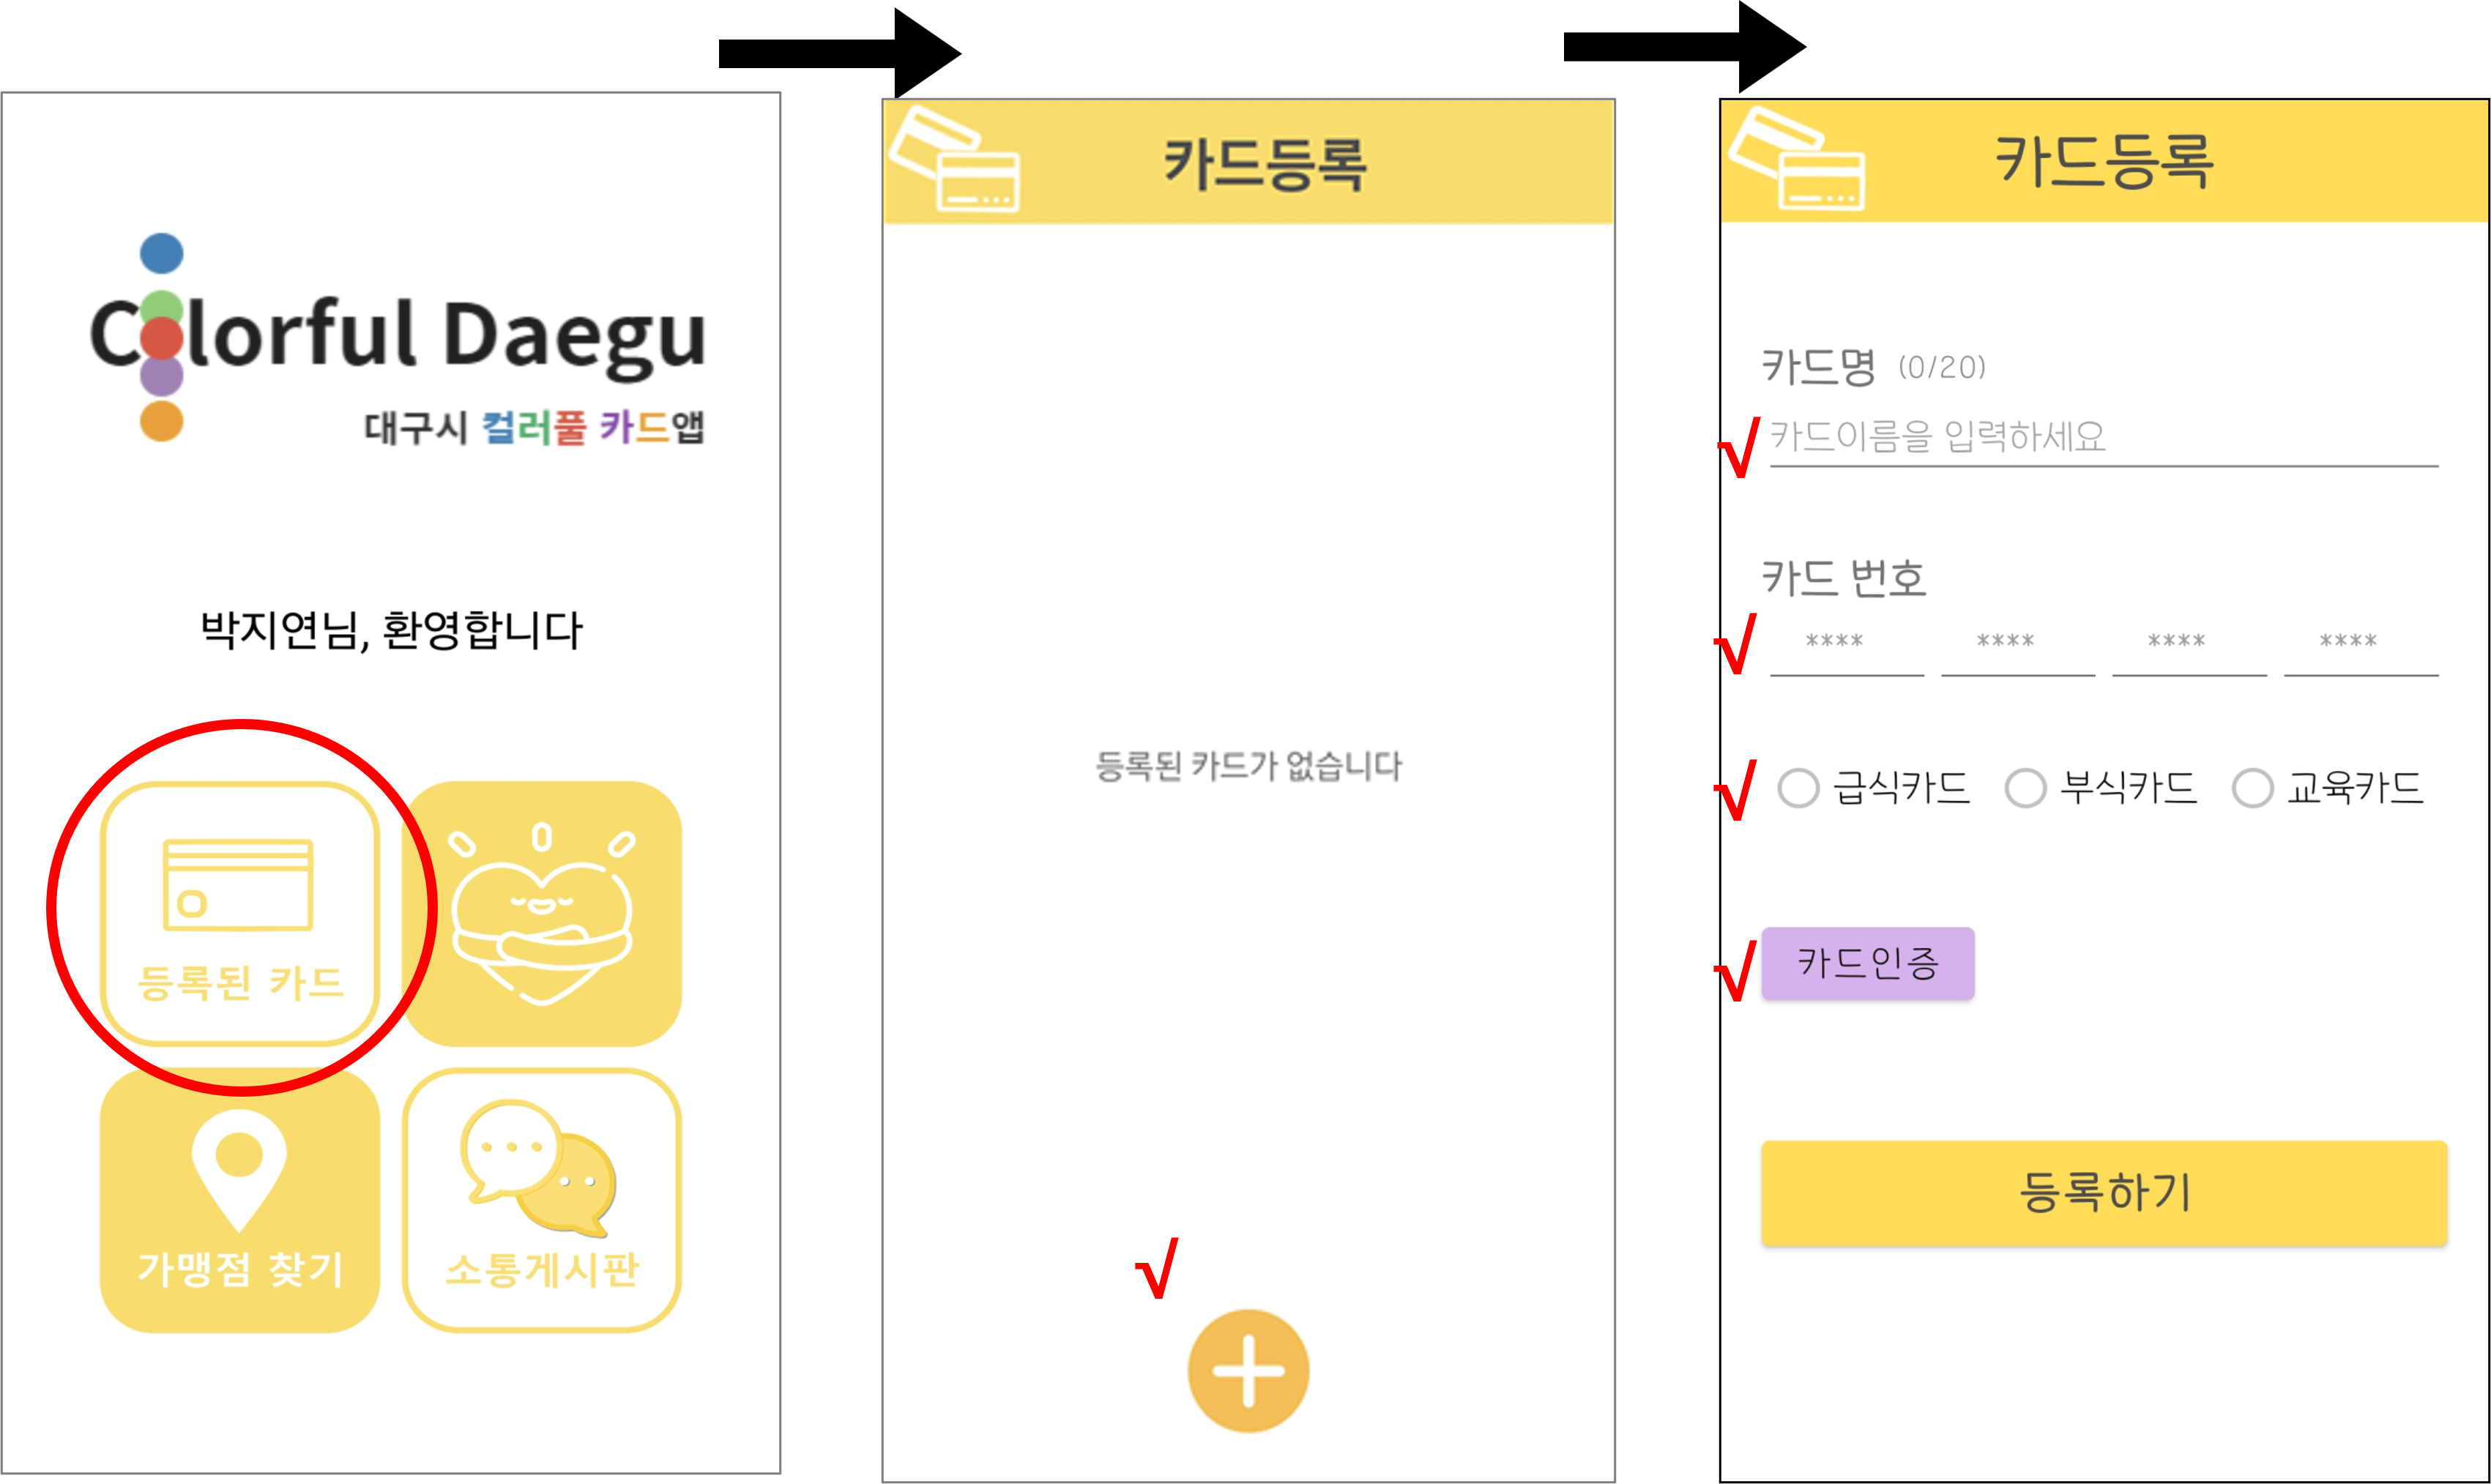 Colorful Daegu
대구시 컬러풀 카드앱
박지연님, 환영합니다
등록된 카드
가맹점 찾기
소통게시판
카드등록
등록된 카드가 없습니다
카드등록
카드명 (0/20)
√ 카드이름을 입력하세요
카드 번호
√ **** **** **** ****
√ 급식카드 부식카드 교육카드
√ 카드인증
등록하기
√